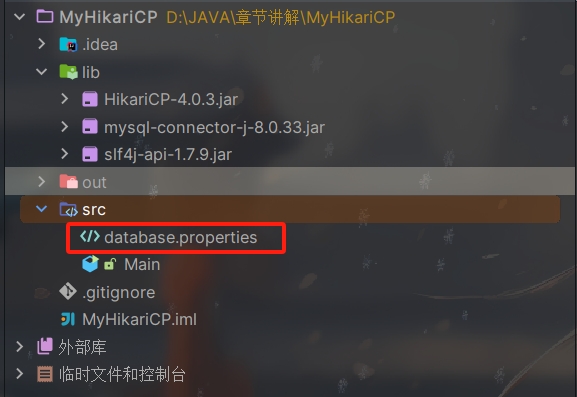 MyHikariCP D:\JAVA\章节讲解\MyHikariCP
.idea
lib
HikariCP-4.0.3.jar
mysql-connector-j-8.0.33.jar
slf4j-api-1.7.9.jar
out
src
database.properties
Main
.gitignore
MyHikariCP.iml
外部库
临时文件和控制台